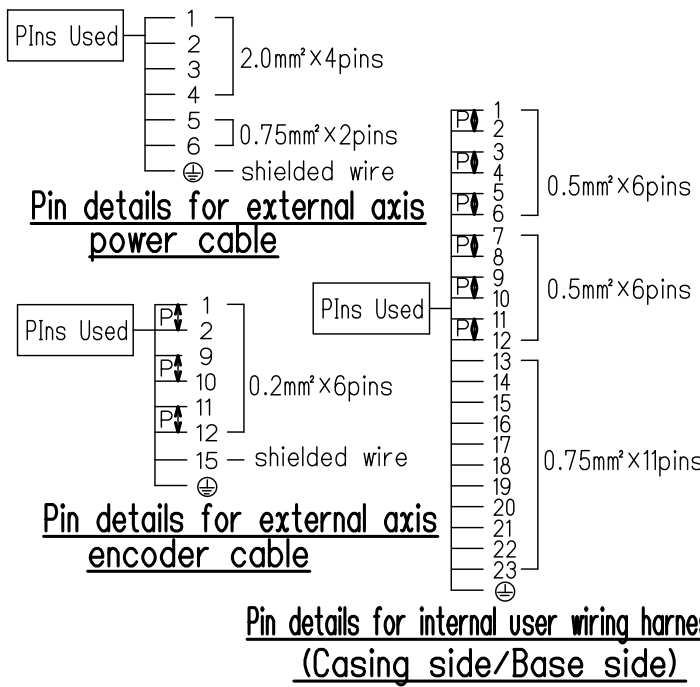 PIns Used
1
2
3
4
5
6
2.0mm²×4pins
0.75mm²×2pins
shielded wire
Pin details for external axis
power cable
PIns Used
P
P
P
1
2
9
10
11
12
15
0.2mm²×6pins
shielded wire
Pin details for external axis
encoder cable
PIns Used
P
P
P
P
P
P
1
2
3
4
5
6
7
8
9
10
11
12
13
14
15
16
17
18
19
20
21
22
23
0.5mm²×6pins
0.5mm²×6pins
0.75mm²×11pins
Pin details for internal user wiring harne
(Casing side/Base side)